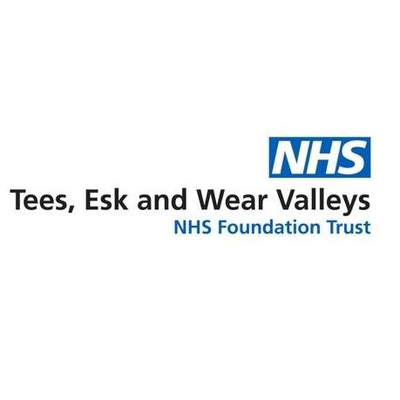 NHS
Tees, Esk and Wear Valleys
NHS Foundation Trust